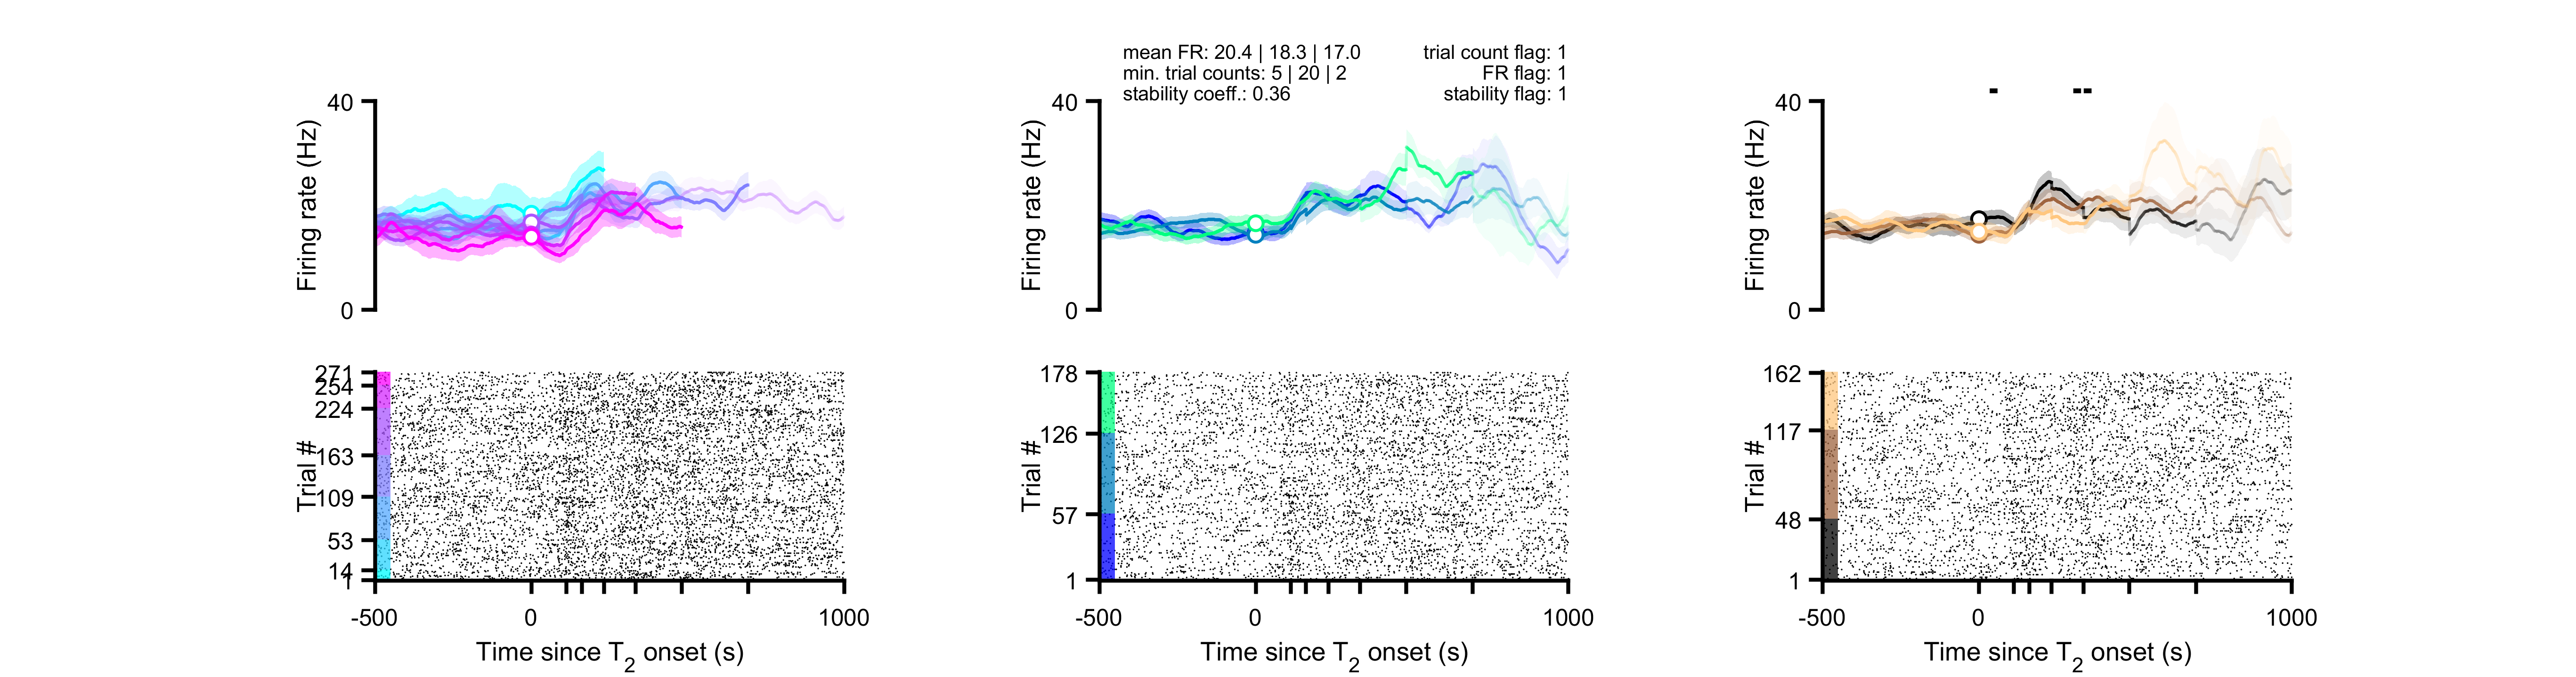 mean FR: 20.4 | 18.3 | 17.0
trial count flag: 1
min. trial counts: 5 | 20 | 2
FR flag: 1
stability coeff.: 0.36
stability flag: 1
40
Firing rate (Hz)
0
40
Firing rate (Hz)
0
40
Firing rate (Hz)
0
271
254
224
163
109
53
14
1
Trial #
178
126
57
1
Trial #
162
117
48
1
Trial #
-500
0
1000
Time since T2 onset (s)
-500
0
1000
Time since T2 onset (s)
-500
0
1000
Time since T2 onset (s)